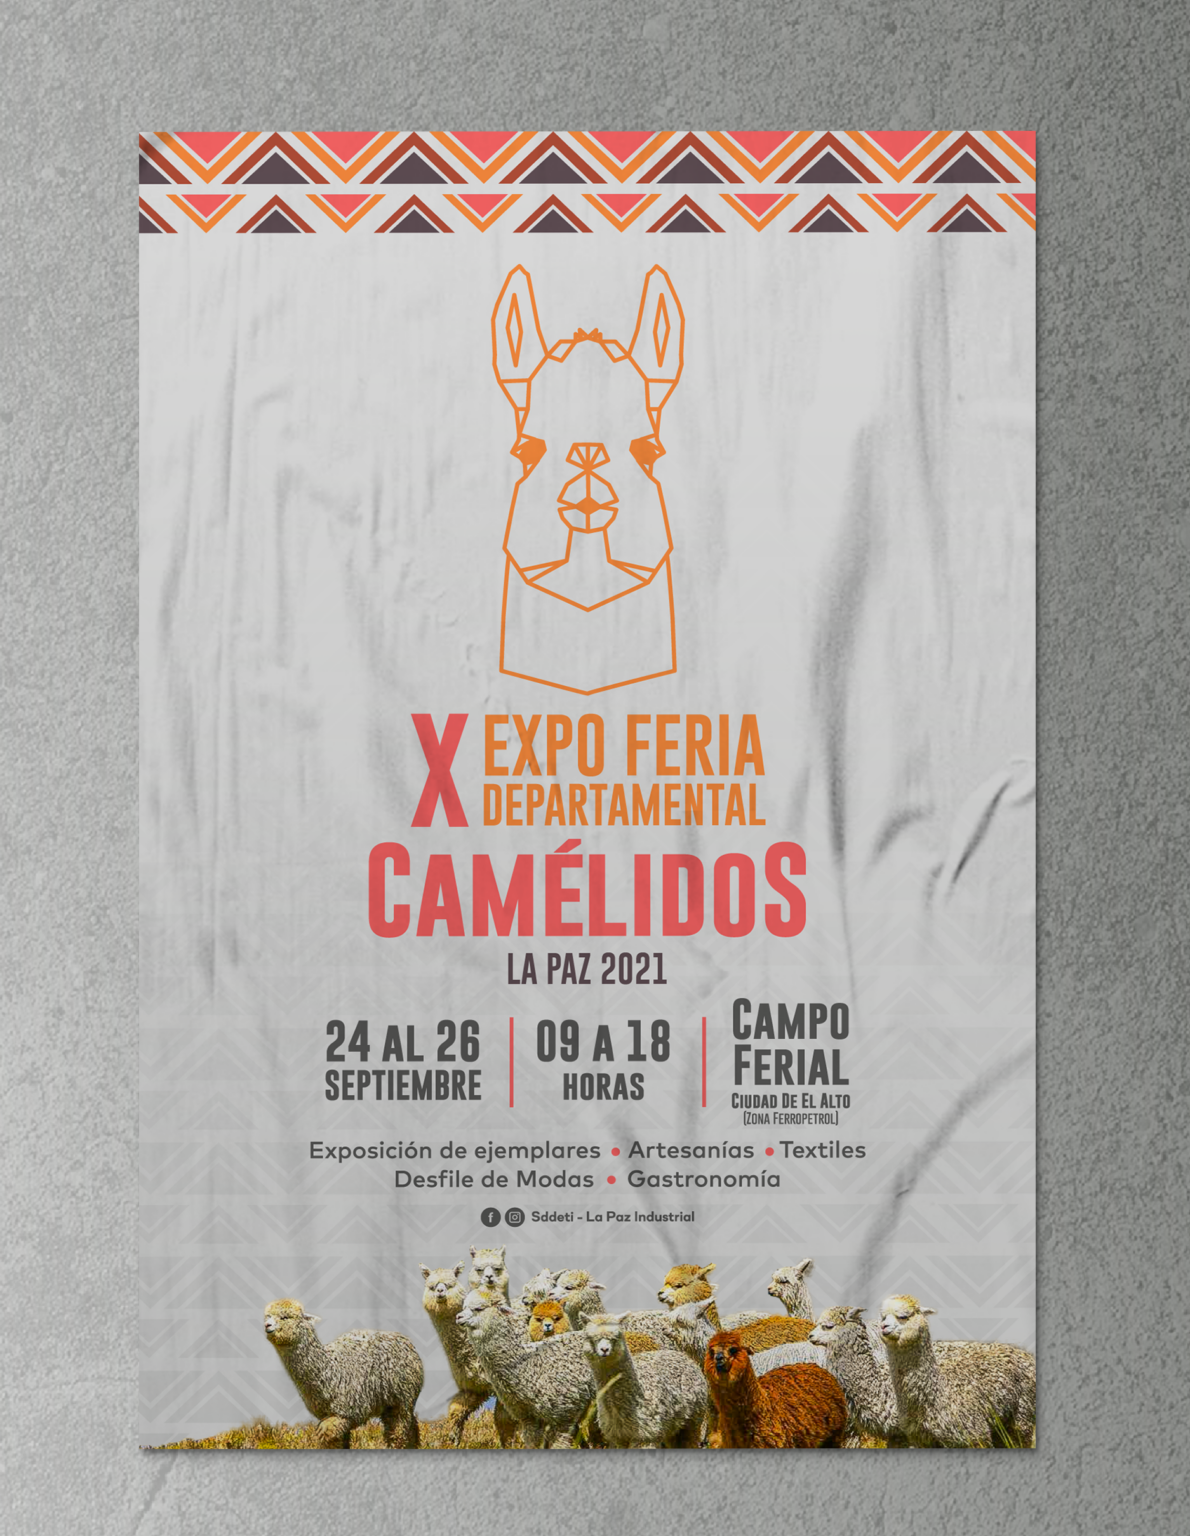 X EXPO FERIA
DEPARTAMENTAL
CAMÉLIDOS
LA PAZ 2021
24 AL 26
SEPTIEMBRE
09 A 18
HORAS
CAMPO
FERIAL
CIUDAD DE EL ALTO
(ZONA FERROPETROL)
Exposición de ejemplares • Artesanías • Textiles
Desfile de Modas • Gastronomía
Sddeti - La Paz Industrial